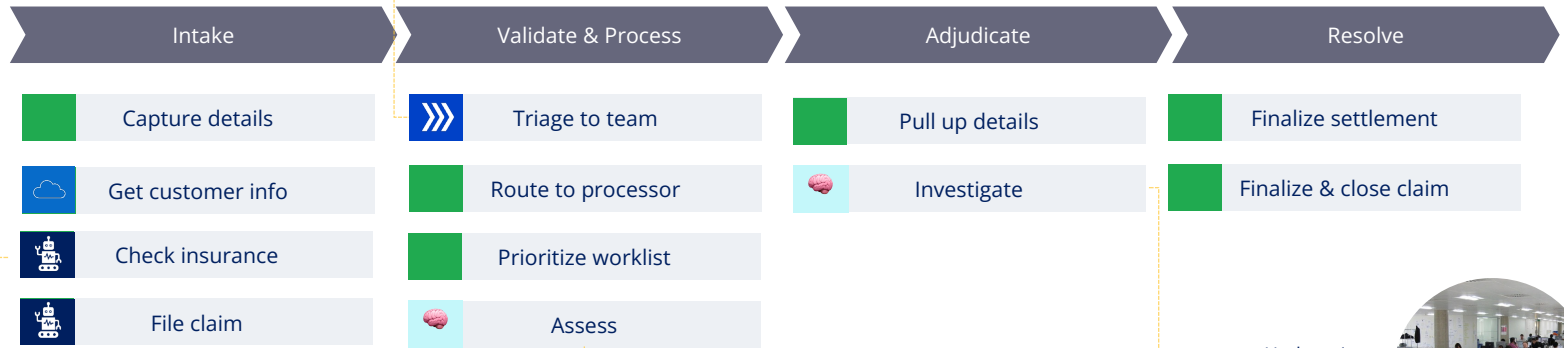 Intake
Validate & Process
Adjudicate
Resolve
Capture details
Get customer info
Check insurance
File claim
Triage to team
Route to processor
Prioritize worklist
Assess
Pull up details
Investigate
Finalize settlement
Finalize & close claim